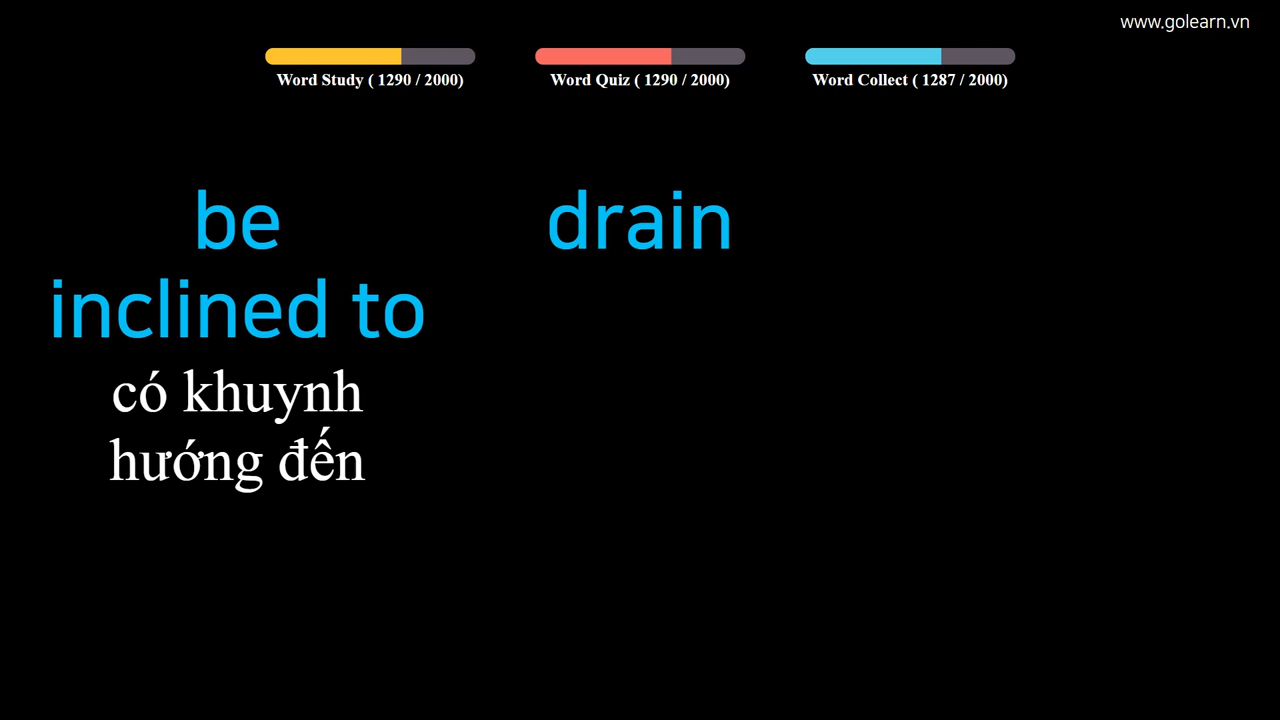 www.golearn.vn
Word Study ( 1290 / 2000)
Word Quiz ( 1290 / 2000)
Word Collect ( 1287 / 2000)
be
inclined to
có khuynh
hướng đến
drain